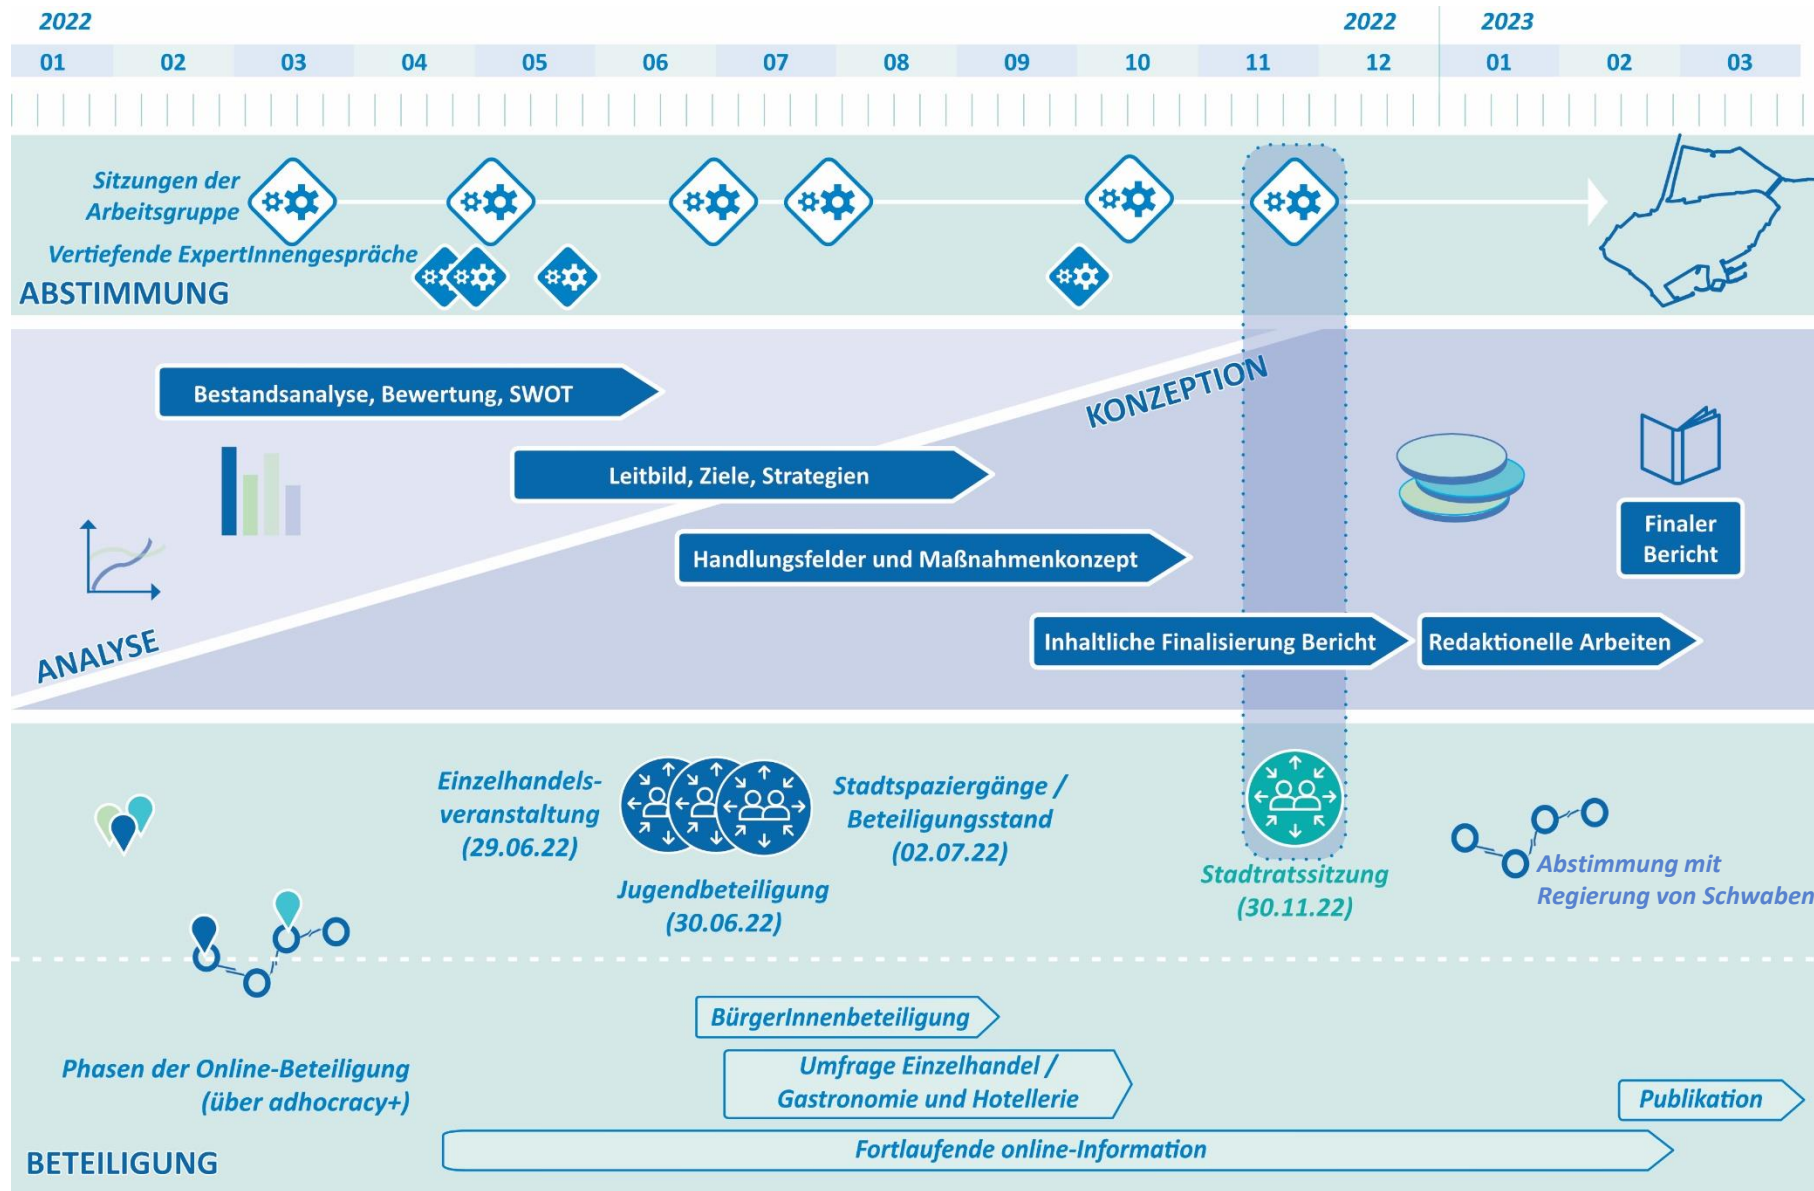 2022
2022
2023
01 02 03 04 05 06 07 08 09 10 11 12 01 02 03
Sitzungen der
Arbeitsgruppe
Vertiefende ExpertInnengespräche
ABSTIMMUNG
Bestandsanalyse, Bewertung, SWOT
KONZEPTION
Leitbild, Ziele, Strategien
Handlungsfelder und Maßnahmenkonzept
Finaler
Bericht
Inhaltliche Finalisierung Bericht
Redaktionelle Arbeiten
ANALYSE
Einzelhandels-
veranstaltung
(29.06.22)
Jugendbeteiligung
(30.06.22)
Stadtspaziergänge /
Beteiligungsstand
(02.07.22)
Stadtratssitzung
(30.11.22)
Abstimmung mit
Regierung von Schwaben
BürgerInnenbeteiligung
Phasen der Online-Beteiligung
(über adhocracy+)
Umfrage Einzelhandel /
Gastronomie und Hotellerie
Publikation
Fortlaufende online-Information
BETEILIGUNG